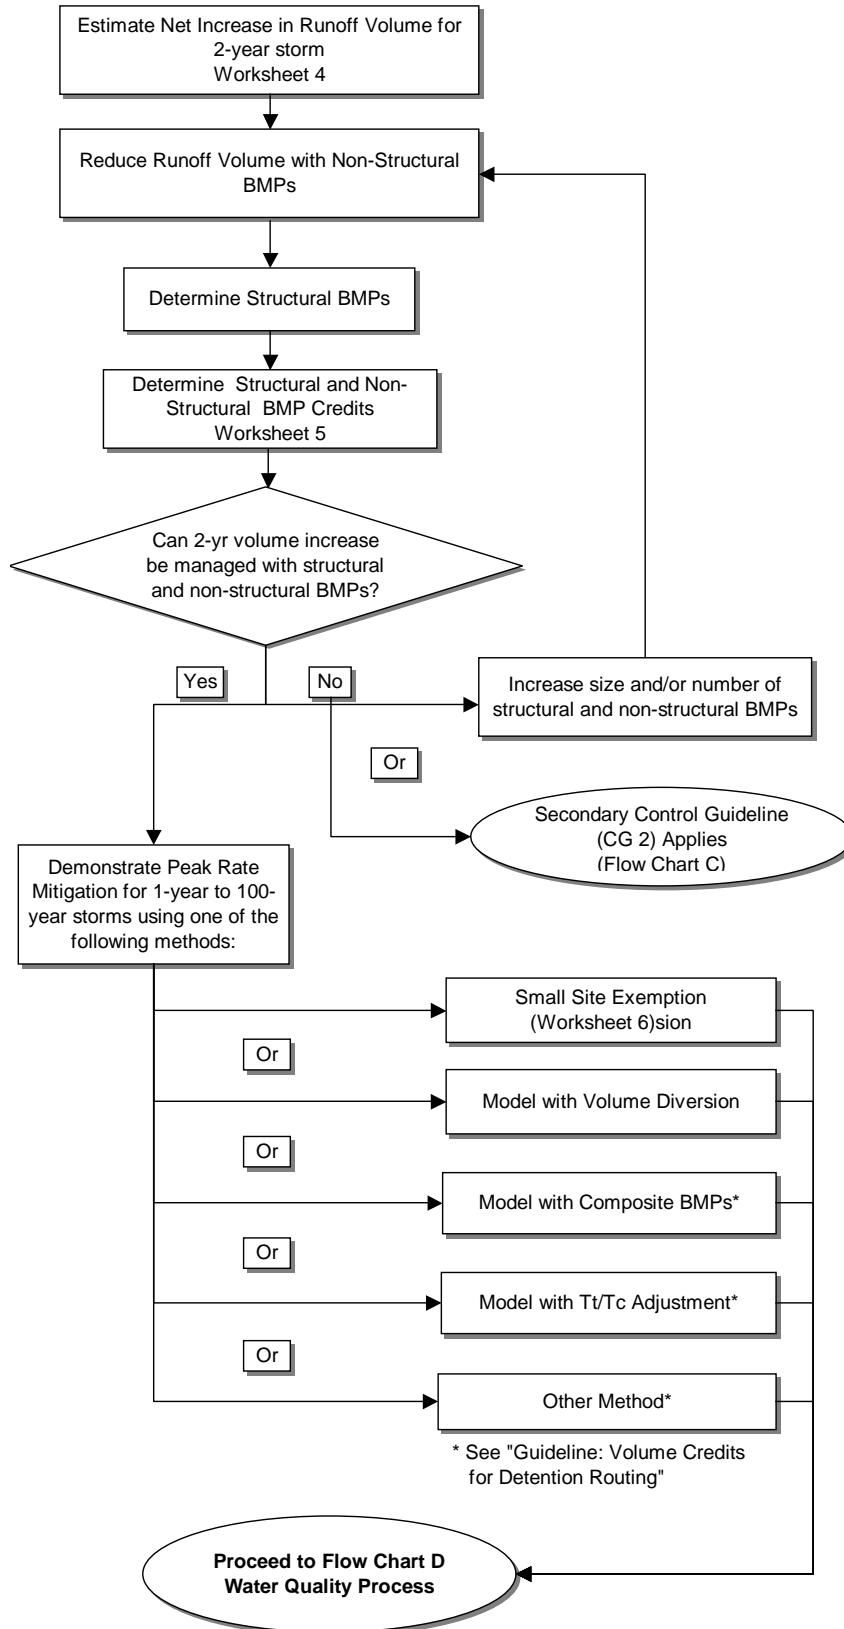 Estimate Net Increase in Runoff Volume for
2-year storm
Worksheet 4
Reduce Runoff Volume with Non-Structural
BMPs
Determine Structural BMPs
Determine Structural and Non-
Structural BMP Credits
Worksheet 5
Can 2-yr volume increase
be managed with structural
and non-structural BMPs?
Yes
No
Increase size and/or number of
structural and non-structural BMPs
Or
Secondary Control Guideline
(CG 2) Applies
(Flow Chart C)
Demonstrate Peak Rate
Mitigation for 1-year to 100-
year storms using one of the
following methods:
Small Site Exemption
(Worksheet 6)sion
Or
Model with Volume Diversion
Or
Model with Composite BMPs*
Or
Model with Tt/Tc Adjustment*
Or
Other Method*
* See "Guideline: Volume Credits
for Detention Routing"
Proceed to Flow Chart D
Water Quality Process